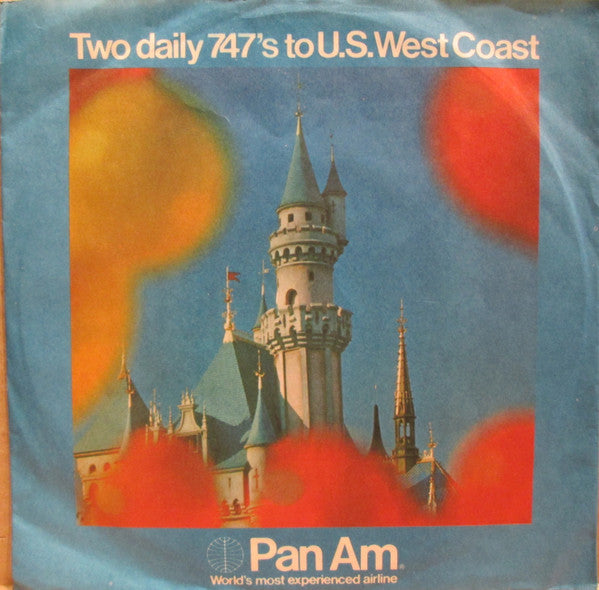 Two daily 747's to U.S. West Coast
Pan Am®
World's most experienced airline